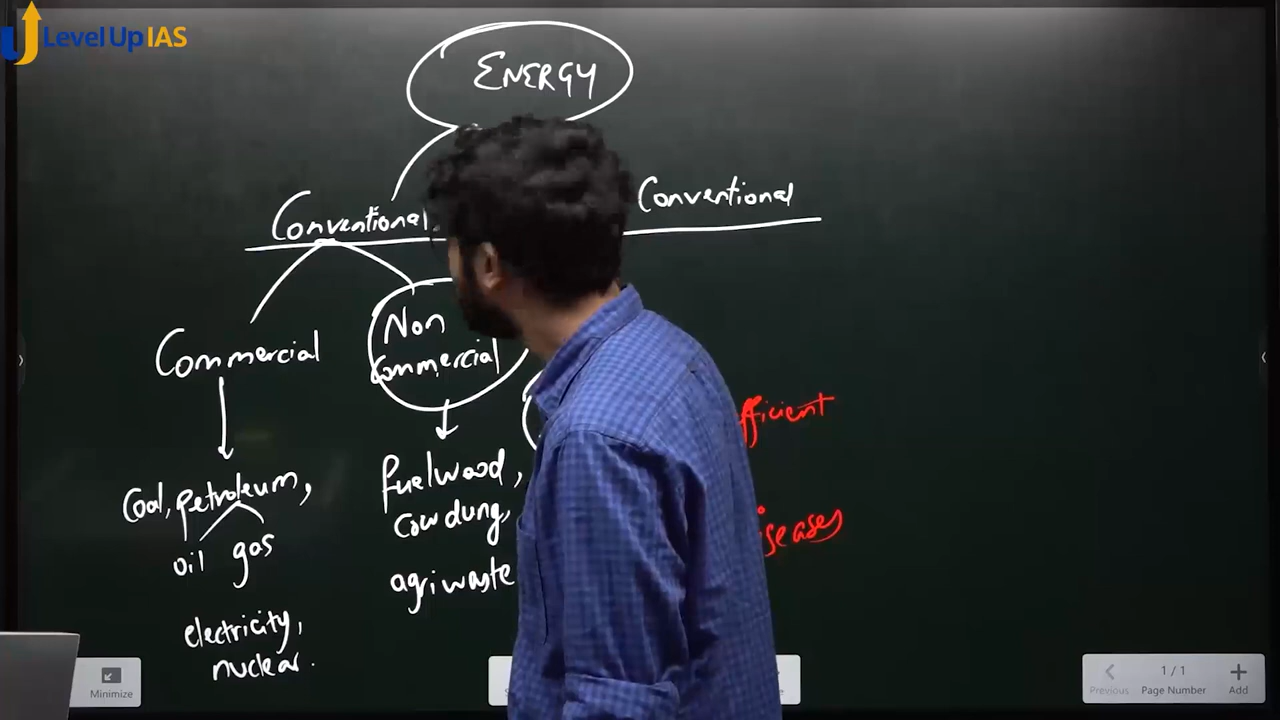 Level Up IAS
ENERGY
Conventional
Conventional
Commercial
Non
Commercial
Coal, petroleum,
oil gas
electricity,
nuclear.
fuelwood,
cow dung,
agri waste
fficient
iseases
Minimize
Previous
1 / 1
Page Number
Add